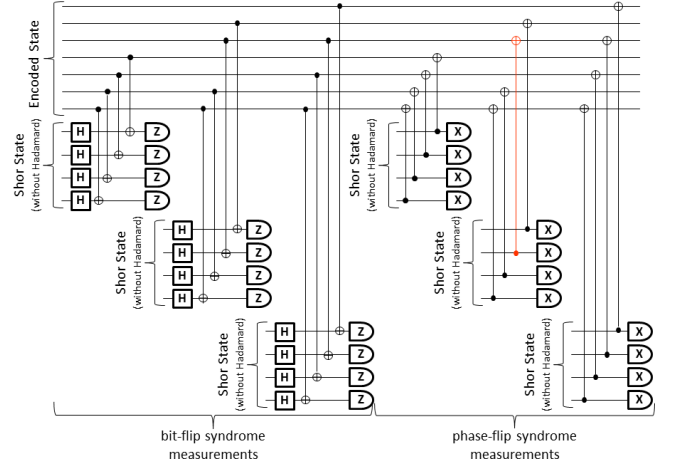 Encoded State
Shor State
(without Hadamard)
H Z
H Z
H Z
H Z
Shor State
(without Hadamard)
X
X
X
X
Shor State
(without Hadamard)
H Z
H Z
H Z
H Z
Shor State
(without Hadamard)
X
X
X
X
Shor State
(without Hadamard)
H Z
H Z
H Z
H Z
Shor State
(without Hadamard)
X
X
X
X
bit-flip syndrome
measurements
phase-flip syndrome
measurements